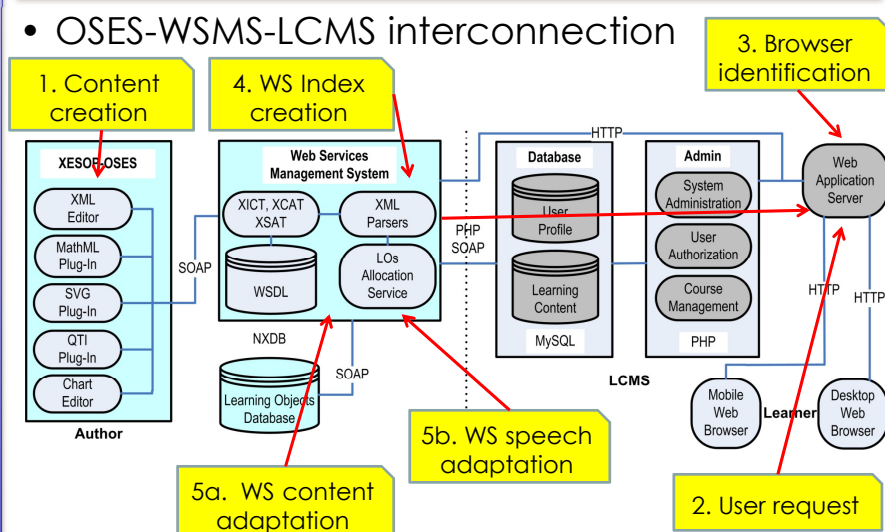 • OSES-WSMS-LCMS interconnection
3. Browser
identification
1. Content
creation
4. WS Index
creation
HTTP
XESOP-OSES
XML
Editor
MathML
Plug-In
SVG
Plug-In
QTI
Plug-In
Chart
Editor
Author
SOAP
Web Services
Management System
XICT, XCAT
XSAT
XML
Parsers
WSDL
LOs
Allocation
Service
NXDB
SOAP
Learning Objects
Database
PHP
SOAP
Database
User
Profile
Learning
Content
MySQL
Admin
System
Administration
User
Authorization
Course
Management
PHP
LCMS
Web
Application
Server
HTTP
HTTP
Mobile
Web
Browser
Learner
Desktop
Web
Browser
5a. WS content
adaptation
5b. WS speech
adaptation
2. User request